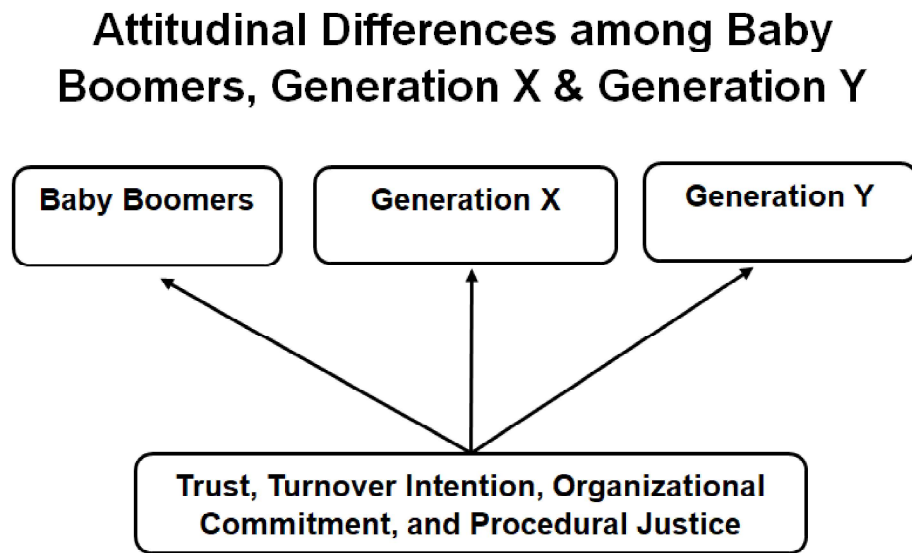 Attitudinal Differences among Baby
Boomers, Generation X & Generation Y
Baby Boomers
Generation X
Generation Y
Trust, Turnover Intention, Organizational
Commitment, and Procedural Justice